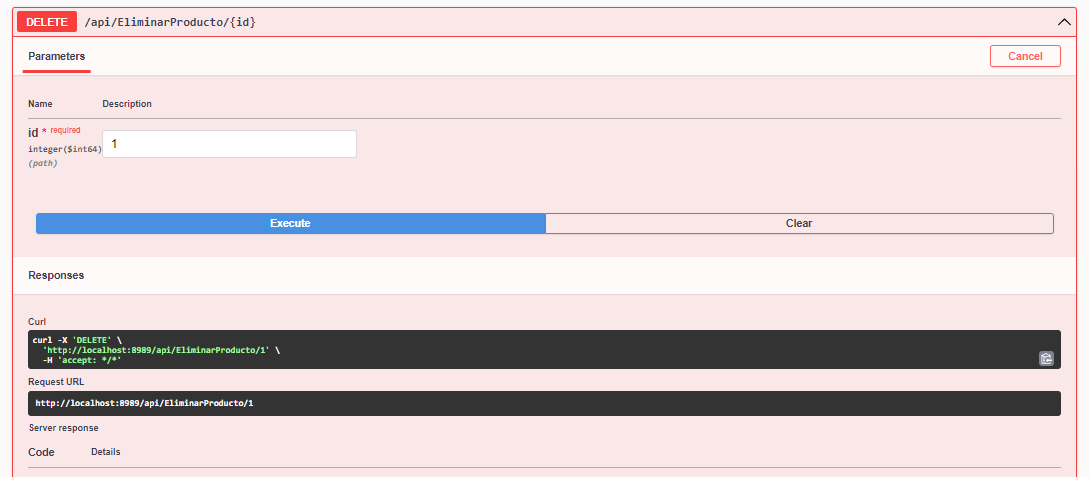 DELETE /api/EliminarProducto/{id}
Parameters
Cancel
Name Description
id * required
integer($int64)
(path)
1
Execute Clear
Responses
Curl
curl -X 'DELETE' \
'http://localhost:8989/api/EliminarProducto/1' \
-H 'accept: */*'
Request URL
http://localhost:8989/api/EliminarProducto/1
Server response
Code Details